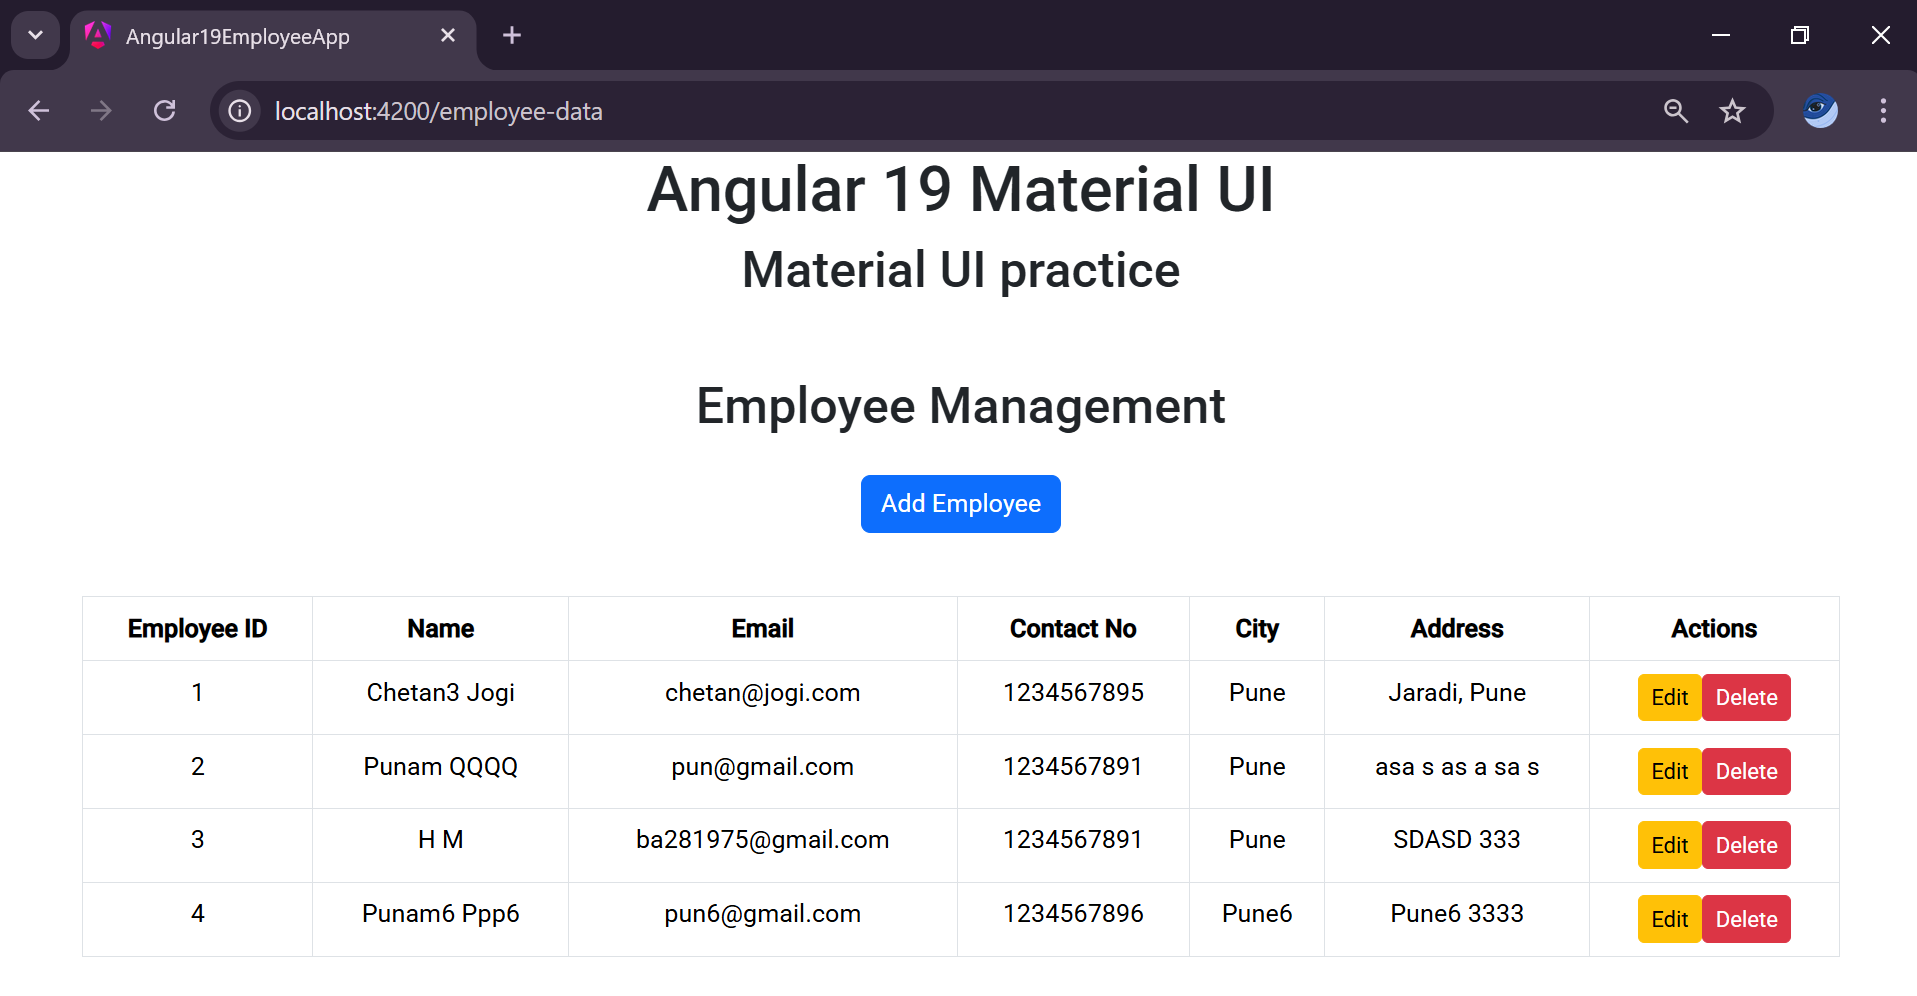 Angular19EmployeeApp
localhost:4200/employee-data
Angular 19 Material UI
Material UI practice
Employee Management
Add Employee
Employee ID Name Email Contact No City Address Actions
1 Chetan3 Jogi chetan@jogi.com 1234567895 Pune Jaradi, Pune Edit Delete
2 Punam QQQQ pun@gmail.com 1234567891 Pune asa s as a sa s Edit Delete
3 H M ba281975@gmail.com 1234567891 Pune SDASD 333 Edit Delete
4 Punam6 Ppp6 pun6@gmail.com 1234567896 Pune6 Pune6 3333 Edit Delete